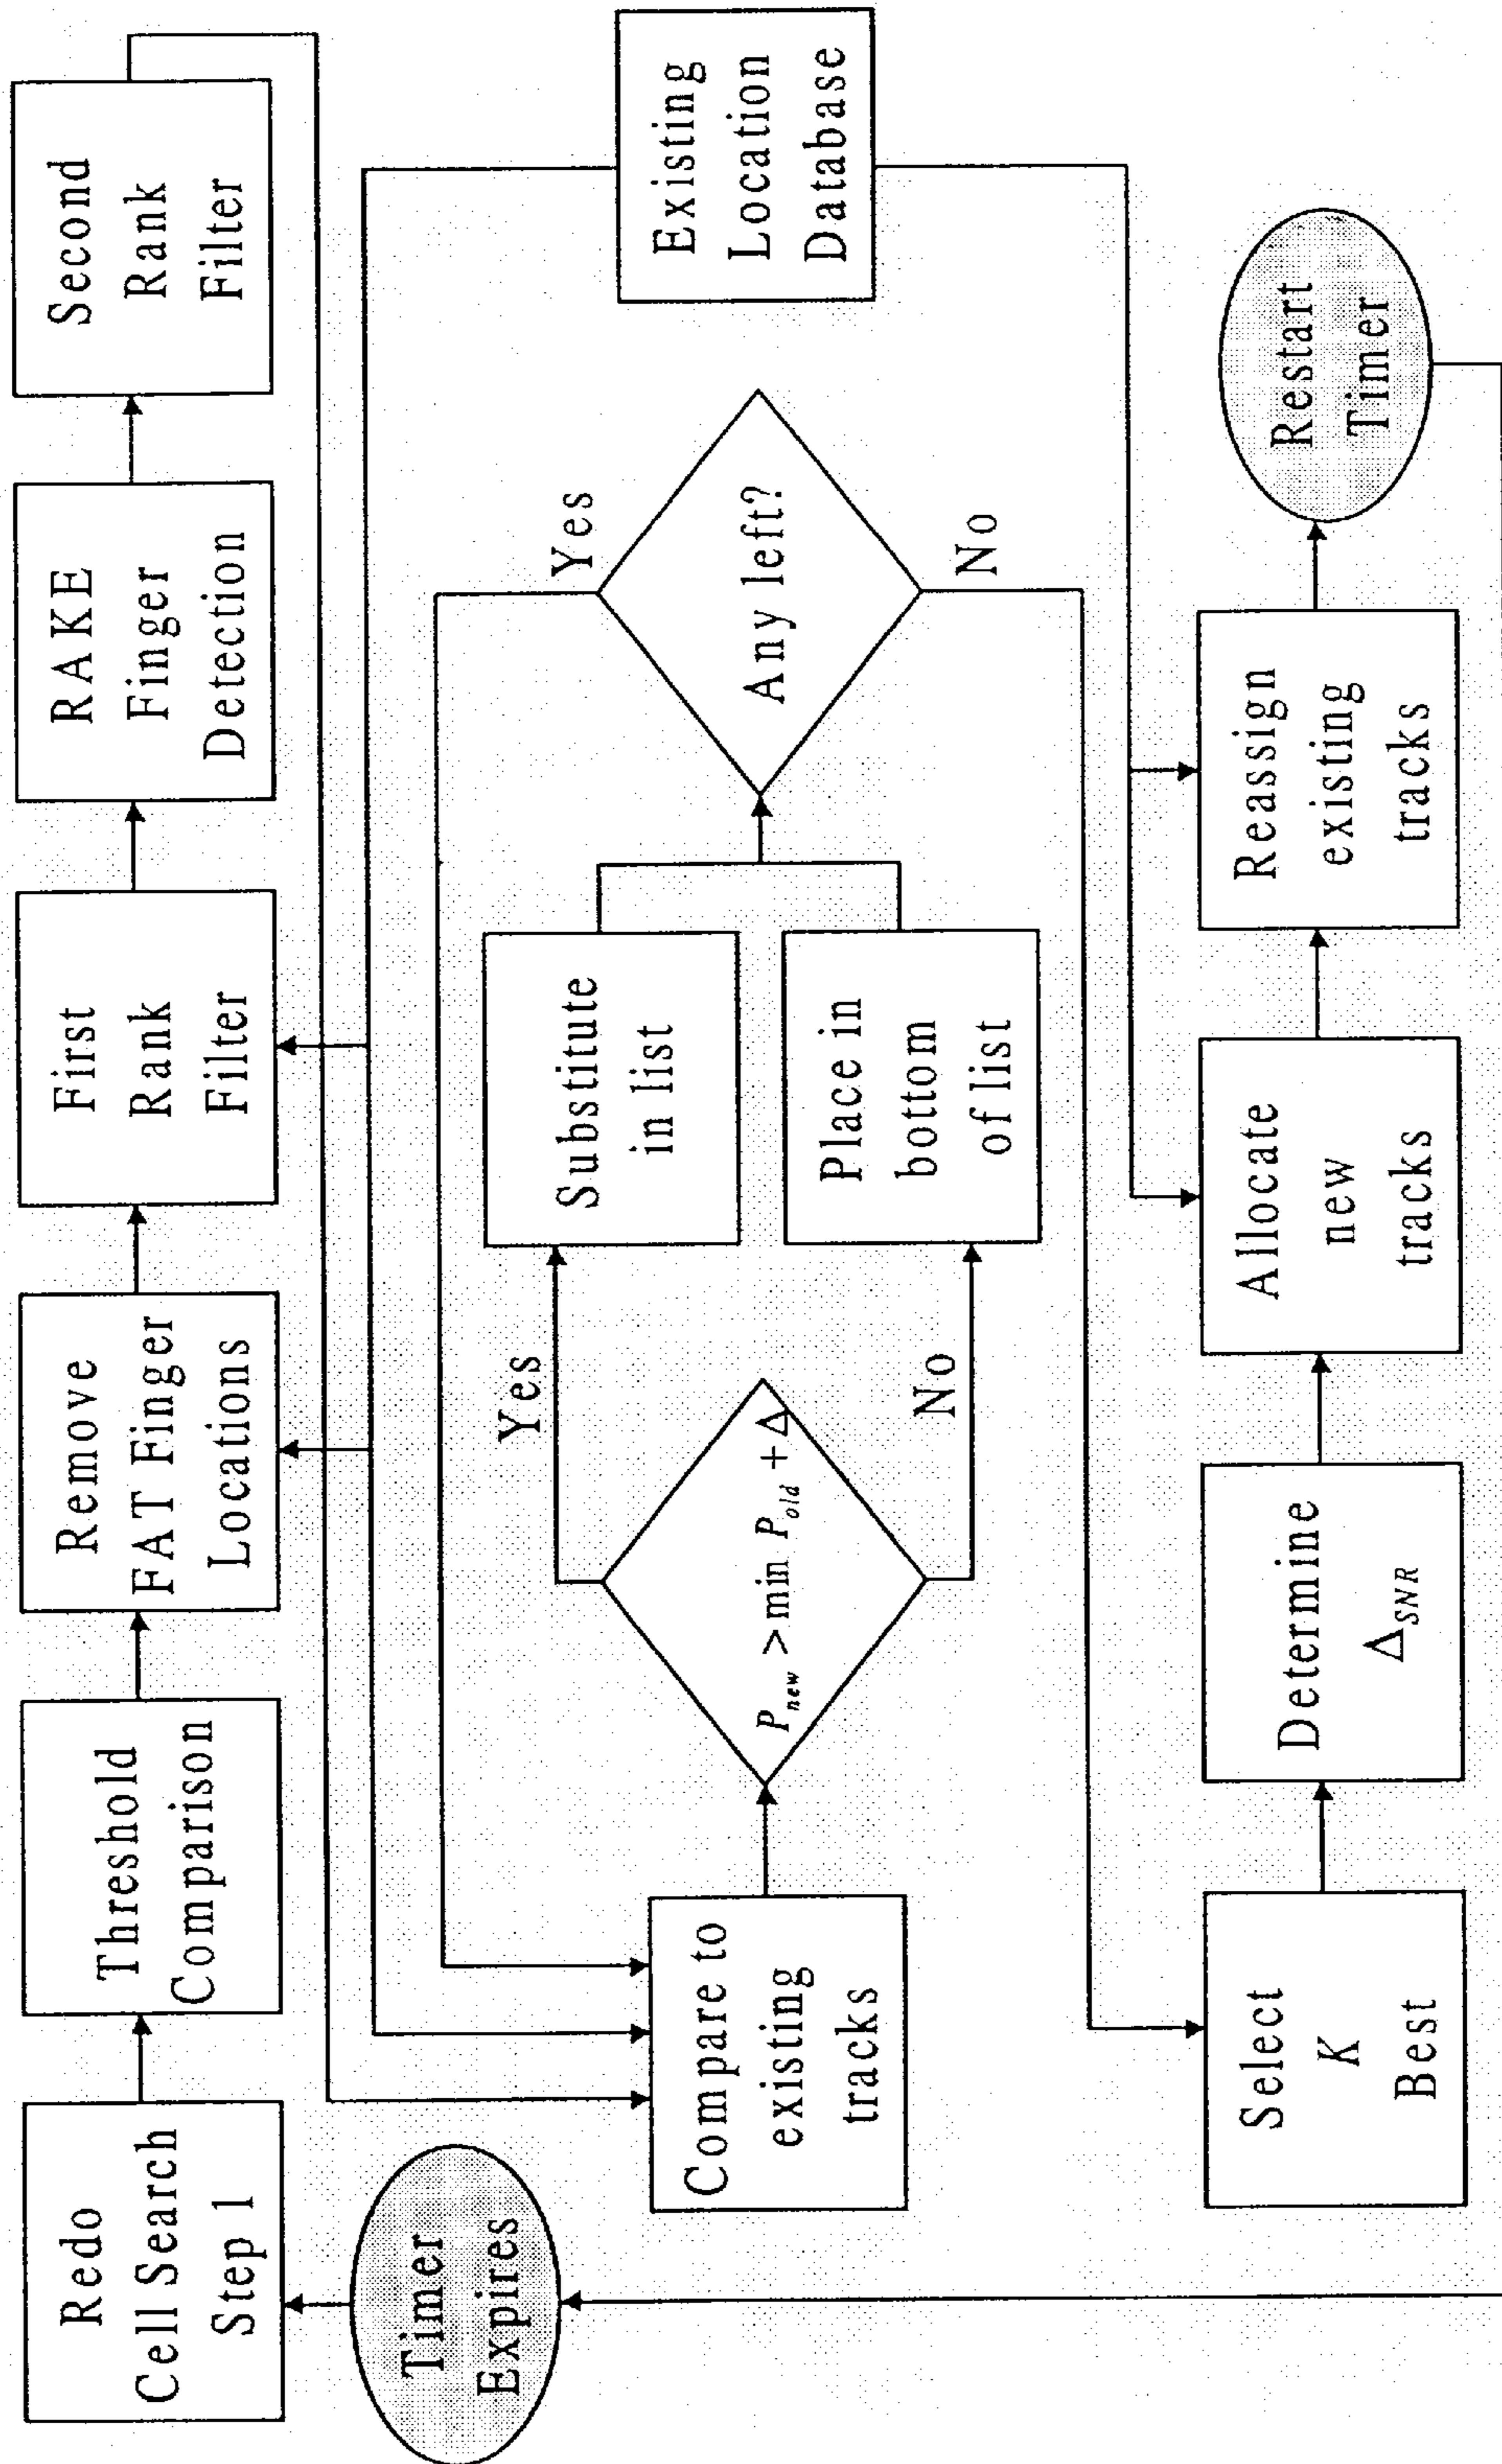 Redo
Cell Search
Step 1
Threshold
Comparison
Remove
FAT Finger
Locations
First
Rank
Filter
RAKE
Finger
Detection
Second
Rank
Filter
Timer
Expires
Compare to
existing
tracks
P_new > min P_old + Δ
Yes
No
Substitute
in list
Place in
bottom
of list
Any left?
Yes
No
Existing
Location
Database
Select
K
Best
Determine
Δ_SNR
Allocate
new
tracks
Reassign
existing
tracks
Restart
Timer